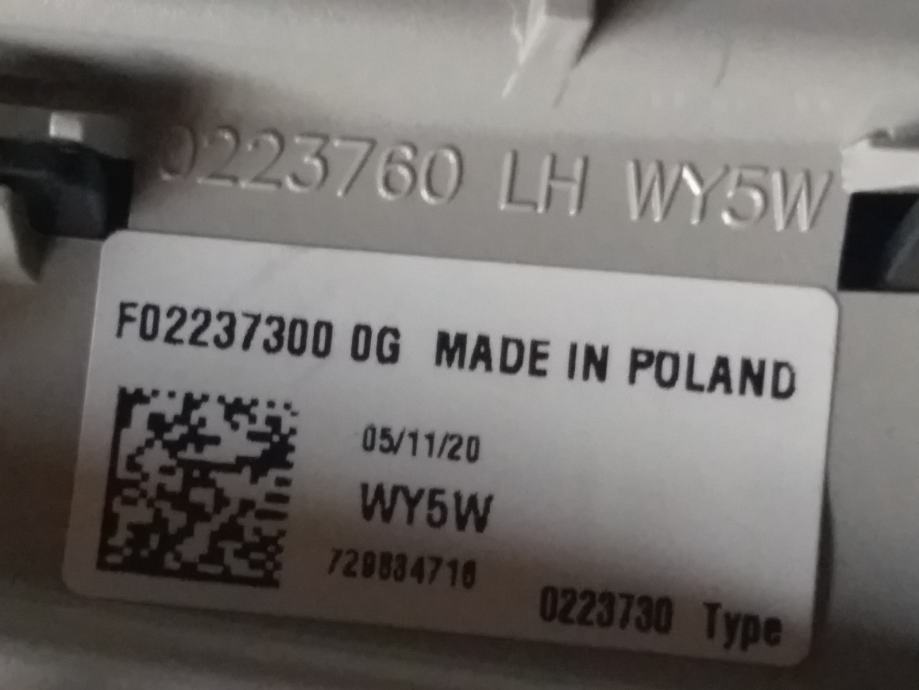 0223760 LH WY5W
F02237300 0G MADE IN POLAND
05/11/20
WY5W
729834716
0223730 Type